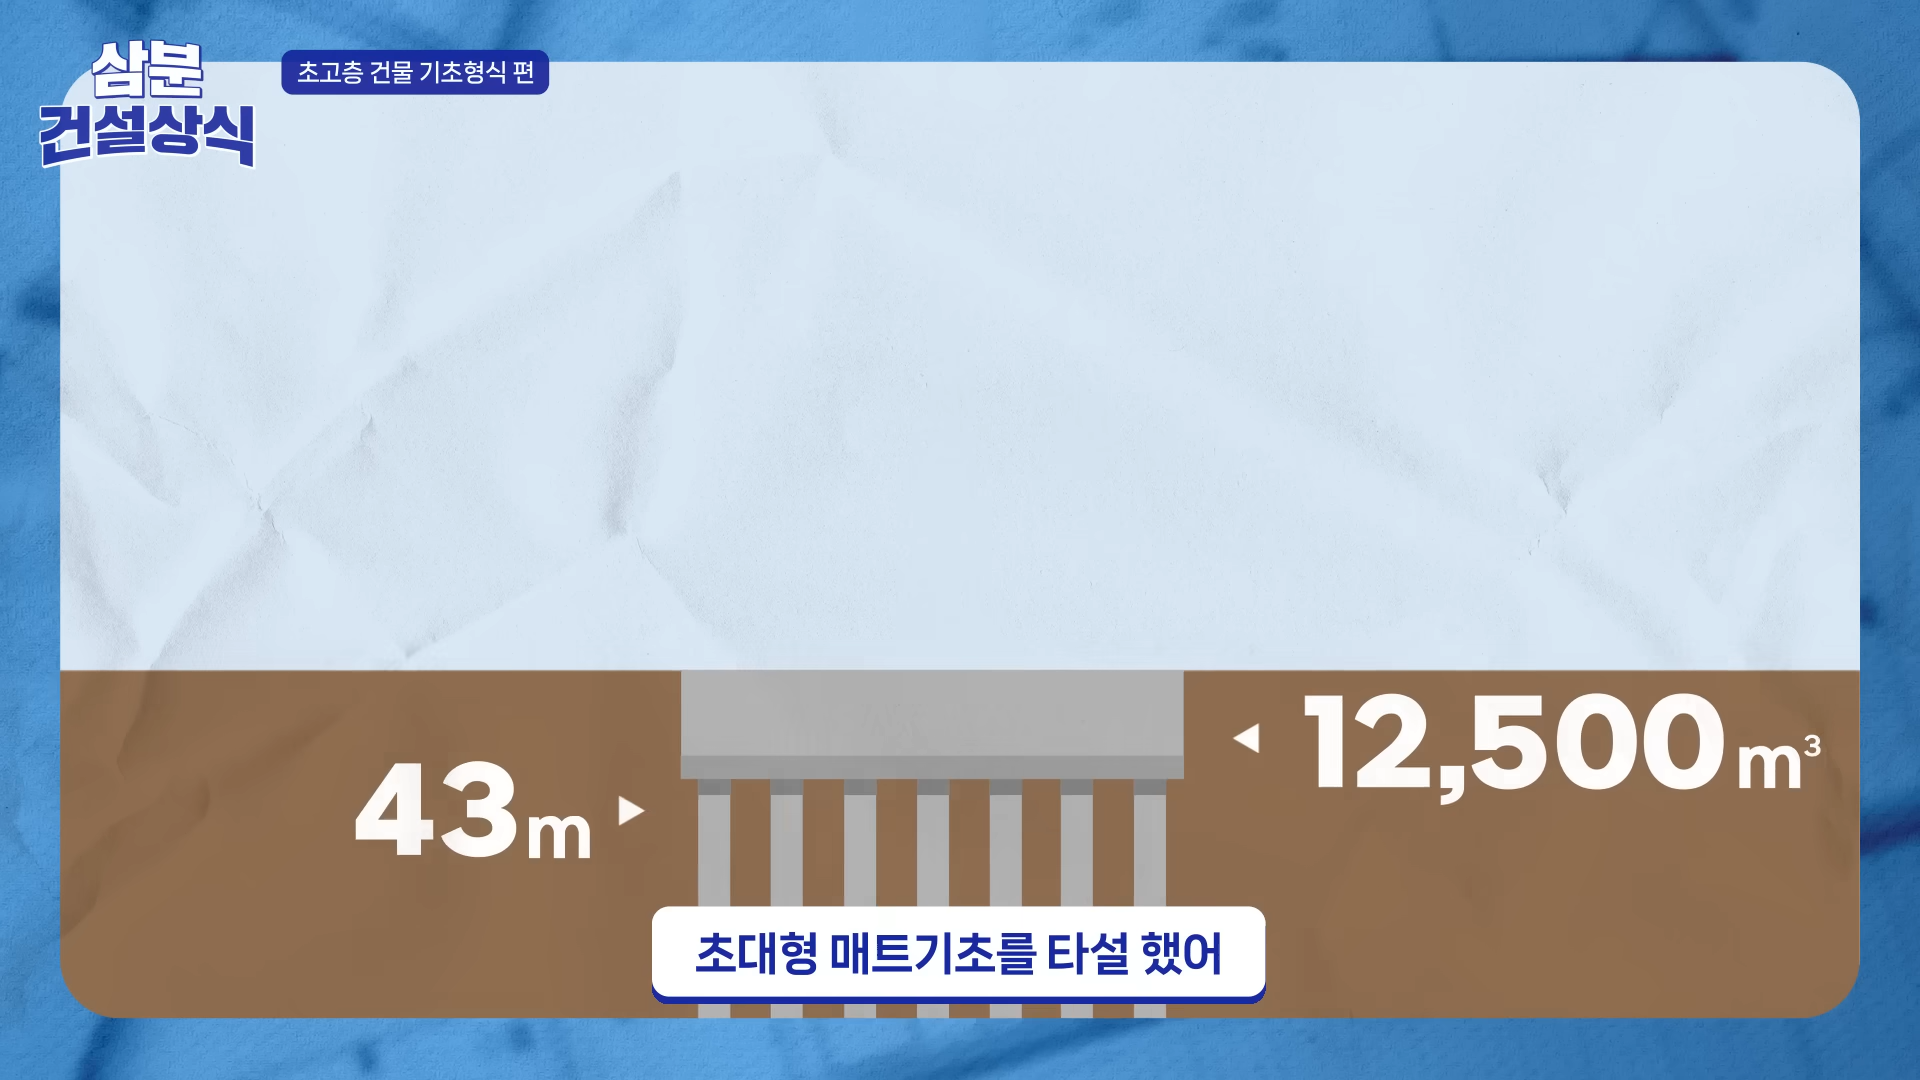 삼분
건설상식
초고층 건물 기초형식 편
12,500m³
43m
초대형 매트기초를 타설 했어